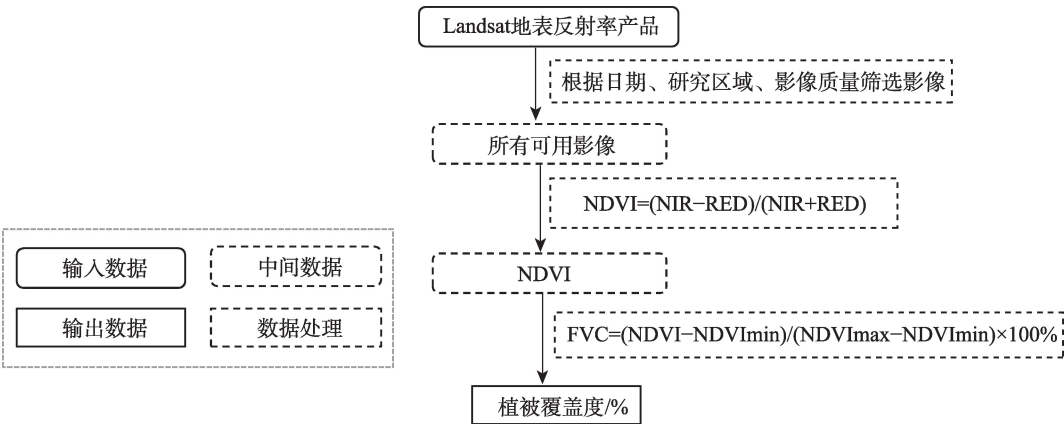 Landsat地表反射率产品
根据日期、研究区域、影像质量筛选影像
所有可用影像
NDVI=(NIR−RED)/(NIR+RED)
NDVI
FVC=(NDVI−NDVImin)/(NDVImax−NDVImin)×100%
植被覆盖度/%
输入数据
中间数据
输出数据
数据处理